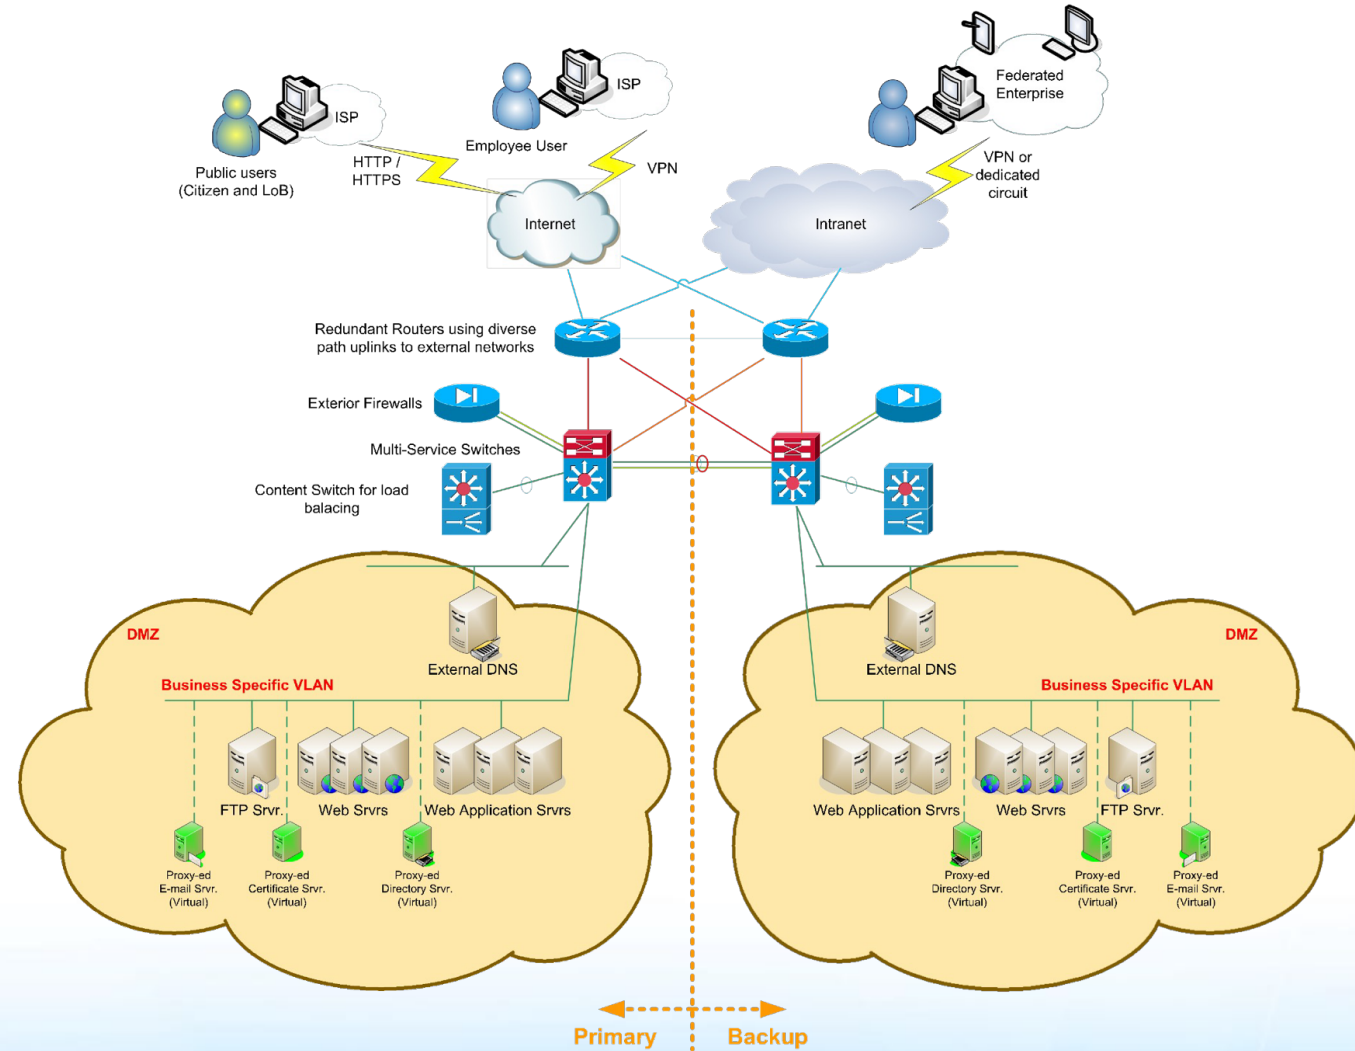 ISP
ISP
Federated
Enterprise
Public users
(Citizen and LoB)
HTTP /
HTTPS
Employee User
VPN
VPN or
dedicated
circuit
Internet
Intranet
Redundant Routers using diverse
path uplinks to external networks
Exterior Firewalls
Multi-Service Switches
Content Switch for load
balacing
DMZ
External DNS
Business Specific VLAN
FTP Srvr.
Web Srvrs
Web Application Srvrs
Proxy-ed
E-mail Srvr.
(Virtual)
Proxy-ed
Certificate Srvr.
(Virtual)
Proxy-ed
Directory Srvr.
(Virtual)
DMZ
External DNS
Business Specific VLAN
Web Application Srvrs
Web Srvrs
FTP Srvr.
Proxy-ed
Directory Srvr.
(Virtual)
Proxy-ed
Certificate Srvr.
(Virtual)
Proxy-ed
E-mail Srvr.
(Virtual)
Primary
Backup